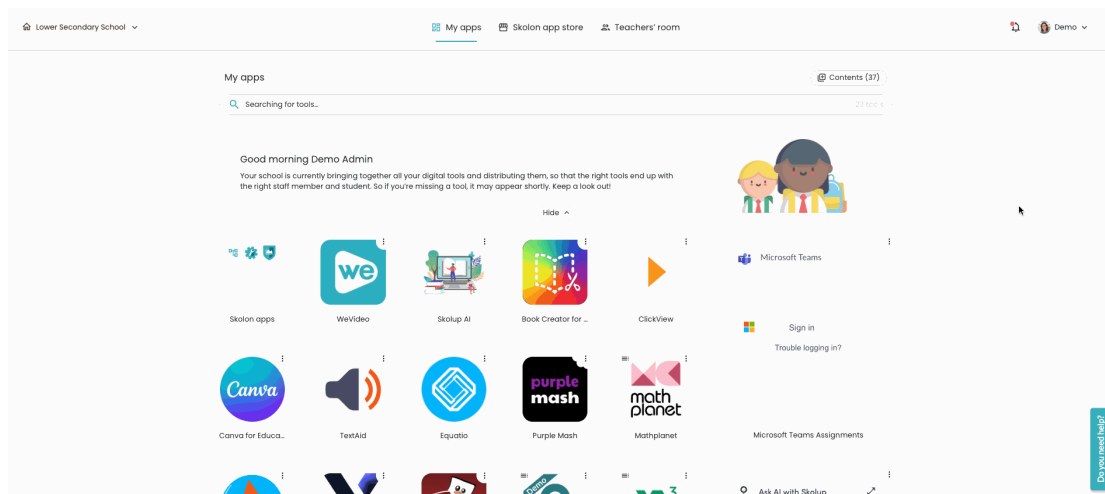 Lower Secondary School
My apps
Skolon app store
Teachers' room
Demo
My apps
Contents (37)
Searching for tools...
Good morning Demo Admin
Your school is currently bringing together all your digital tools and distributing them, so that the right tools end up with
the right staff member and student. So if you're missing a tool, it may appear shortly. Keep a look out!
Hide
Microsoft Teams
we
Skolon apps
WeVideo
Skolup AI
Book Creator for ...
ClickView
Sign in
Trouble logging in?
Canva
purple
mash
math
planet
Canva for Educa...
TextAid
Equatio
Purple Mash
Mathplanet
Microsoft Teams Assignments
Demo
3
Ask AI with Skolup
Do you need help?